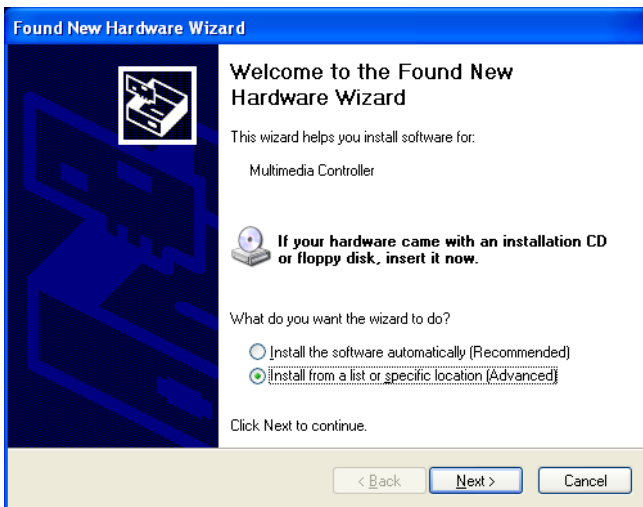 Found New Hardware Wizard
Welcome to the Found New
Hardware Wizard
This wizard helps you install software for:
Multimedia Controller
If your hardware came with an installation CD
or floppy disk, insert it now.
What do you want the wizard to do?
Install the software automatically (Recommended)
Install from a list or specific location (Advanced)
Click Next to continue.
< Back Next > Cancel